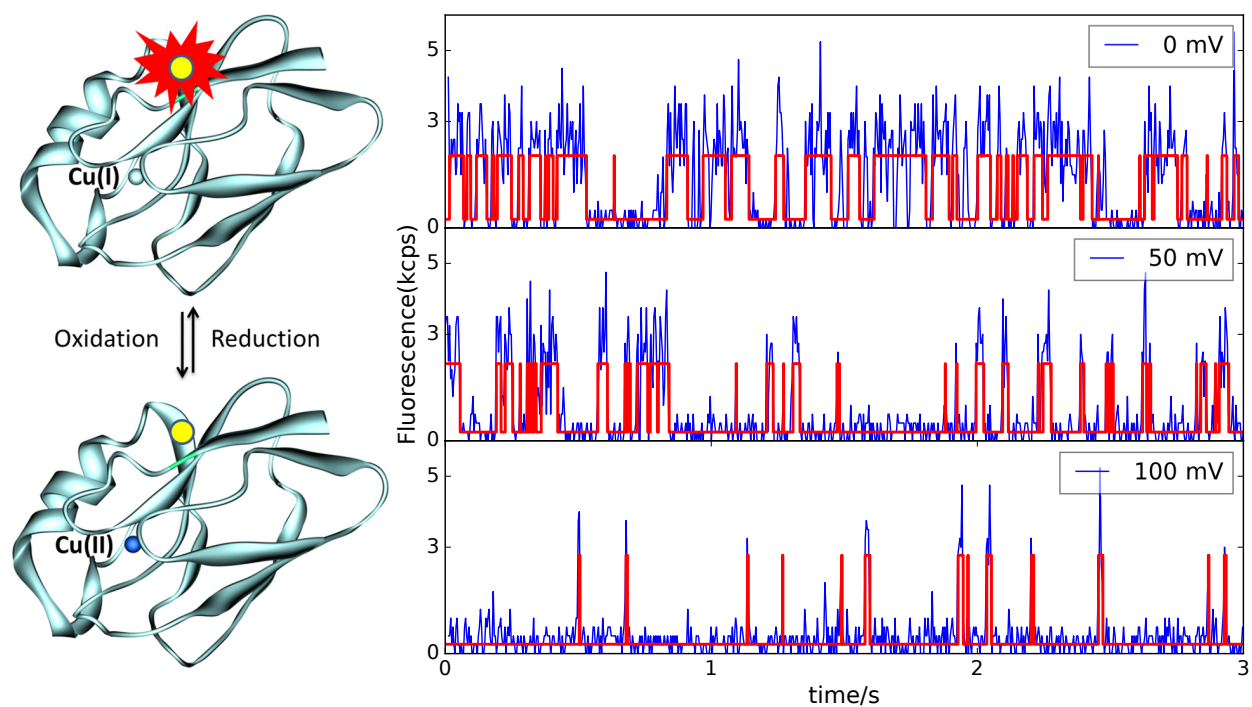 Cu(I)
Oxidation
Reduction
Cu(II)
Fluorescence(kcps)
5
3
0
0 mV
5
3
0
50 mV
5
3
0
100 mV
0
1
2
3
time/s